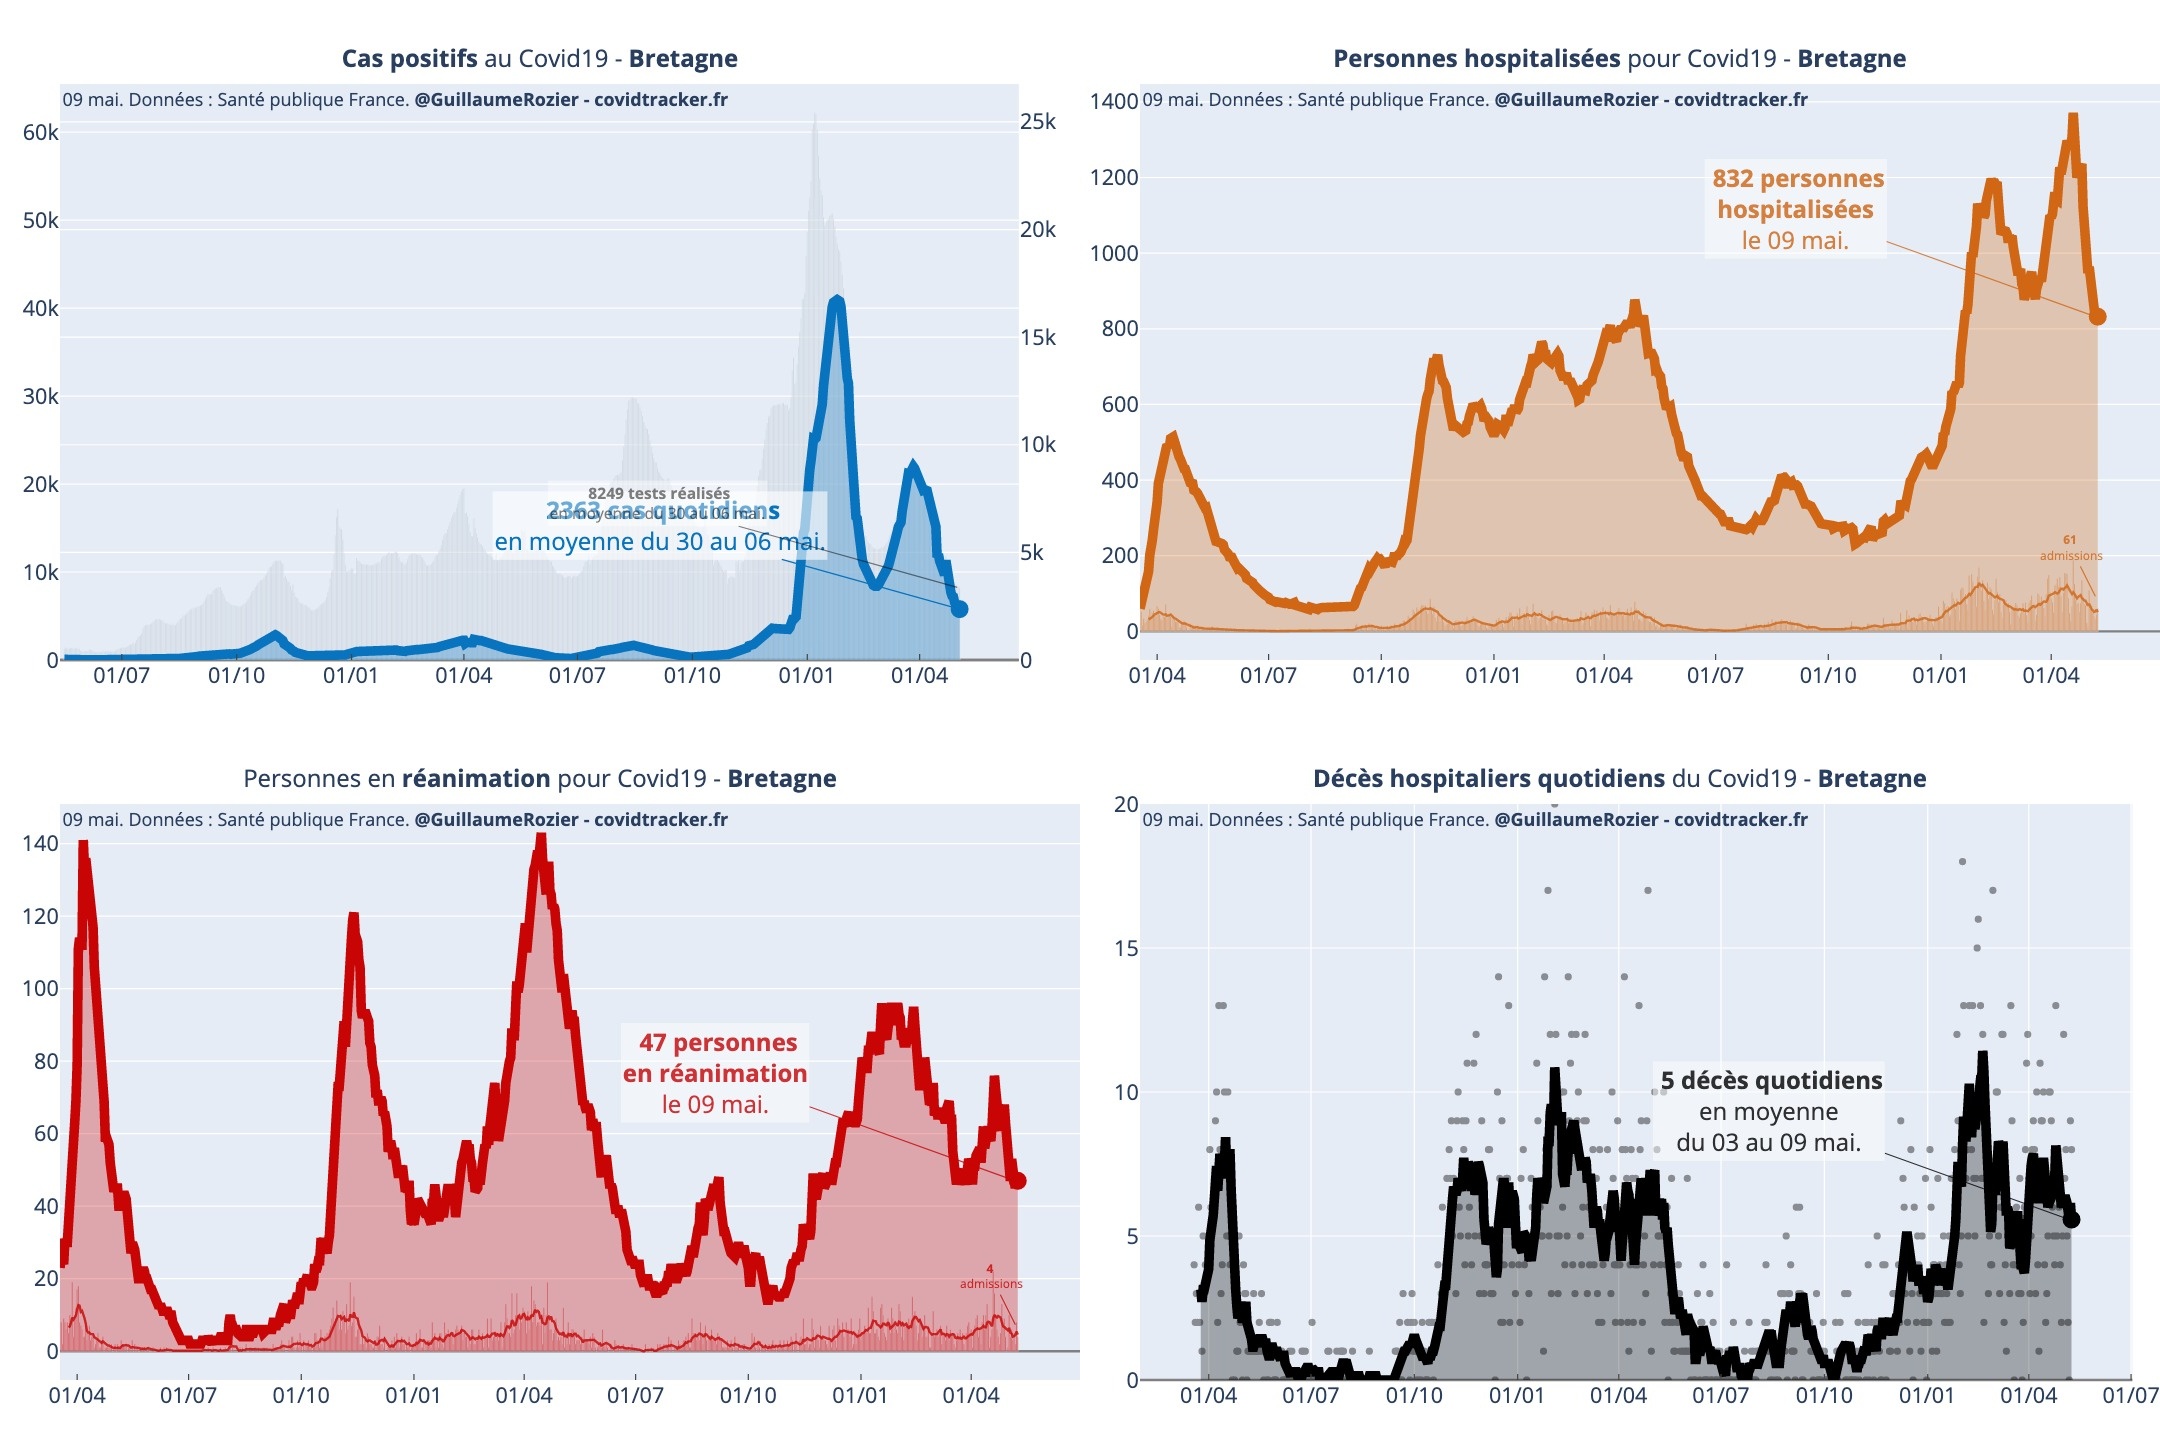 Cas positifs au Covid19 - Bretagne
09 mai. Données : Santé publique France. @GuillaumeRozier - covidtracker.fr
60k
50k
40k
30k
20k
10k
0
25k
20k
15k
10k
5k
0
8249 tests réalisés
en moyenne du 30 au 06 mai.
2363 cas quotidiens
en moyenne du 30 au 06 mai.
01/07 01/10 01/01 01/04 01/07 01/10 01/01 01/04
Personnes hospitalisées pour Covid19 - Bretagne
09 mai. Données : Santé publique France. @GuillaumeRozier - covidtracker.fr
1400
1200
1000
800
600
400
200
0
832 personnes
hospitalisées
le 09 mai.
61
admissions
01/04 01/07 01/10 01/01 01/04 01/07 01/10 01/01 01/04
Personnes en réanimation pour Covid19 - Bretagne
09 mai. Données : Santé publique France. @GuillaumeRozier - covidtracker.fr
140
120
100
80
60
40
20
0
47 personnes
en réanimation
le 09 mai.
4
admissions
01/04 01/07 01/10 01/01 01/04 01/07 01/10 01/01 01/04
Décès hospitaliers quotidiens du Covid19 - Bretagne
09 mai. Données : Santé publique France. @GuillaumeRozier - covidtracker.fr
20
15
10
5
0
5 décès quotidiens
en moyenne
du 03 au 09 mai.
01/04 01/07 01/10 01/01 01/04 01/07 01/10 01/01 01/04 01/07